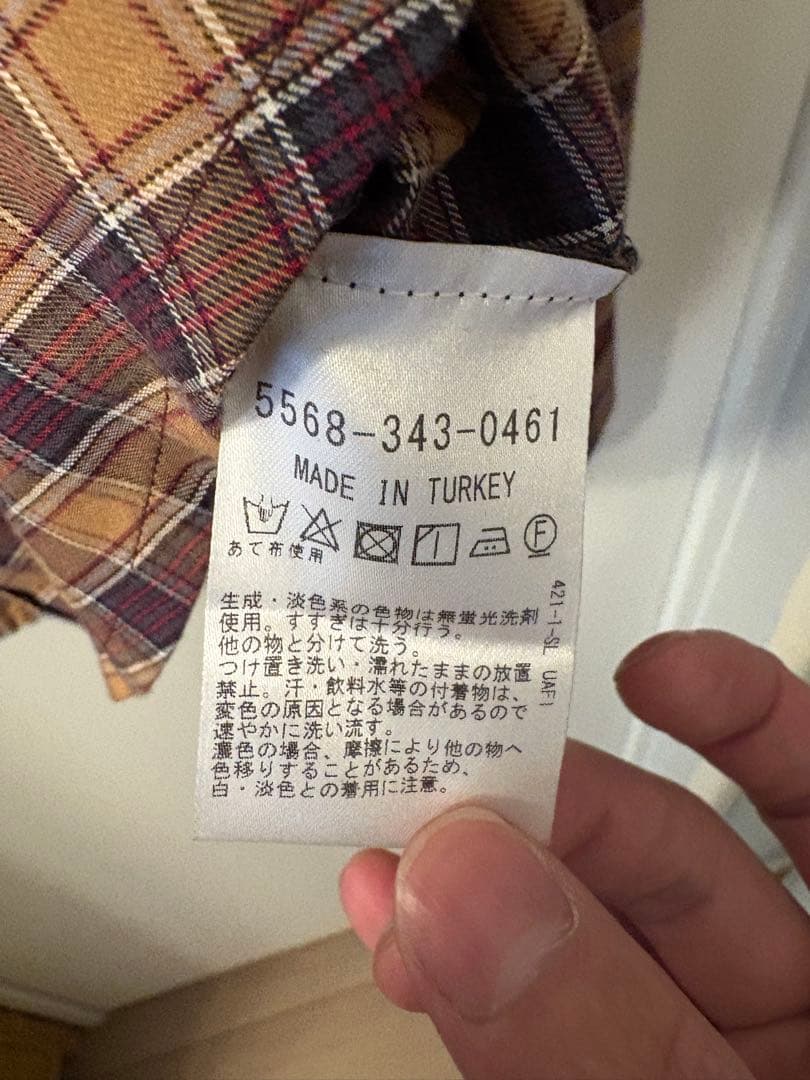 5568-343-0461
MADE IN TURKEY
F
あて布使用
生成・淡色系の色物は無蛍光洗剤
使用。すすぎは十分行う。
他の物と分けて洗う。
つけ置き洗い・濡れたままの放置
禁止。汗・飲料水等の付着物は、
変色の原因となる場合があるので
速やかに洗い流す。
濃色の場合、摩擦により他の物へ
色移りすることがあるため、
白・淡色との着用に注意。
421-1-SL UAF1